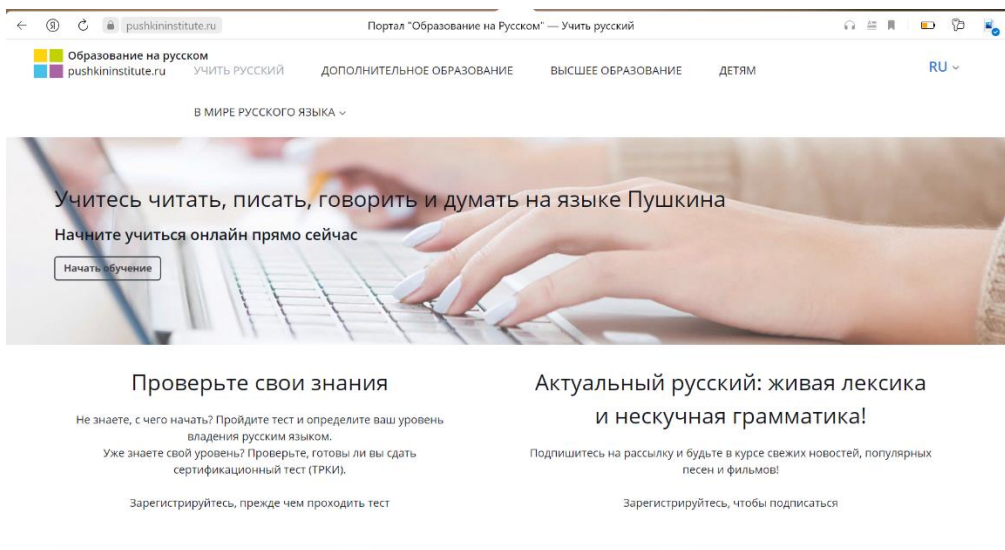 pushkininstitute.ru
Портал "Образование на Русском" — Учить русский
Образование на русском
pushkininstitute.ru
УЧИТЬ РУССКИЙ
ДОПОЛНИТЕЛЬНОЕ ОБРАЗОВАНИЕ
ВЫСШЕЕ ОБРАЗОВАНИЕ
ДЕТЯМ
RU
В МИРЕ РУССКОГО ЯЗЫКА
Учитесь читать, писать, говорить и думать на языке Пушкина
Начните учиться онлайн прямо сейчас
Начать обучение
Проверьте свои знания
Не знаете, с чего начать? Пройдите тест и определите ваш уровень
владения русским языком.
Уже знаете свой уровень? Проверьте, готовы ли вы сдать
сертификационный тест (ТРКИ).
Зарегистрируйтесь, прежде чем проходить тест
Актуальный русский: живая лексика
и нескучная грамматика!
Подпишитесь на рассылку и будьте в курсе свежих новостей, популярных
песен и фильмов!
Зарегистрируйтесь, чтобы подписаться